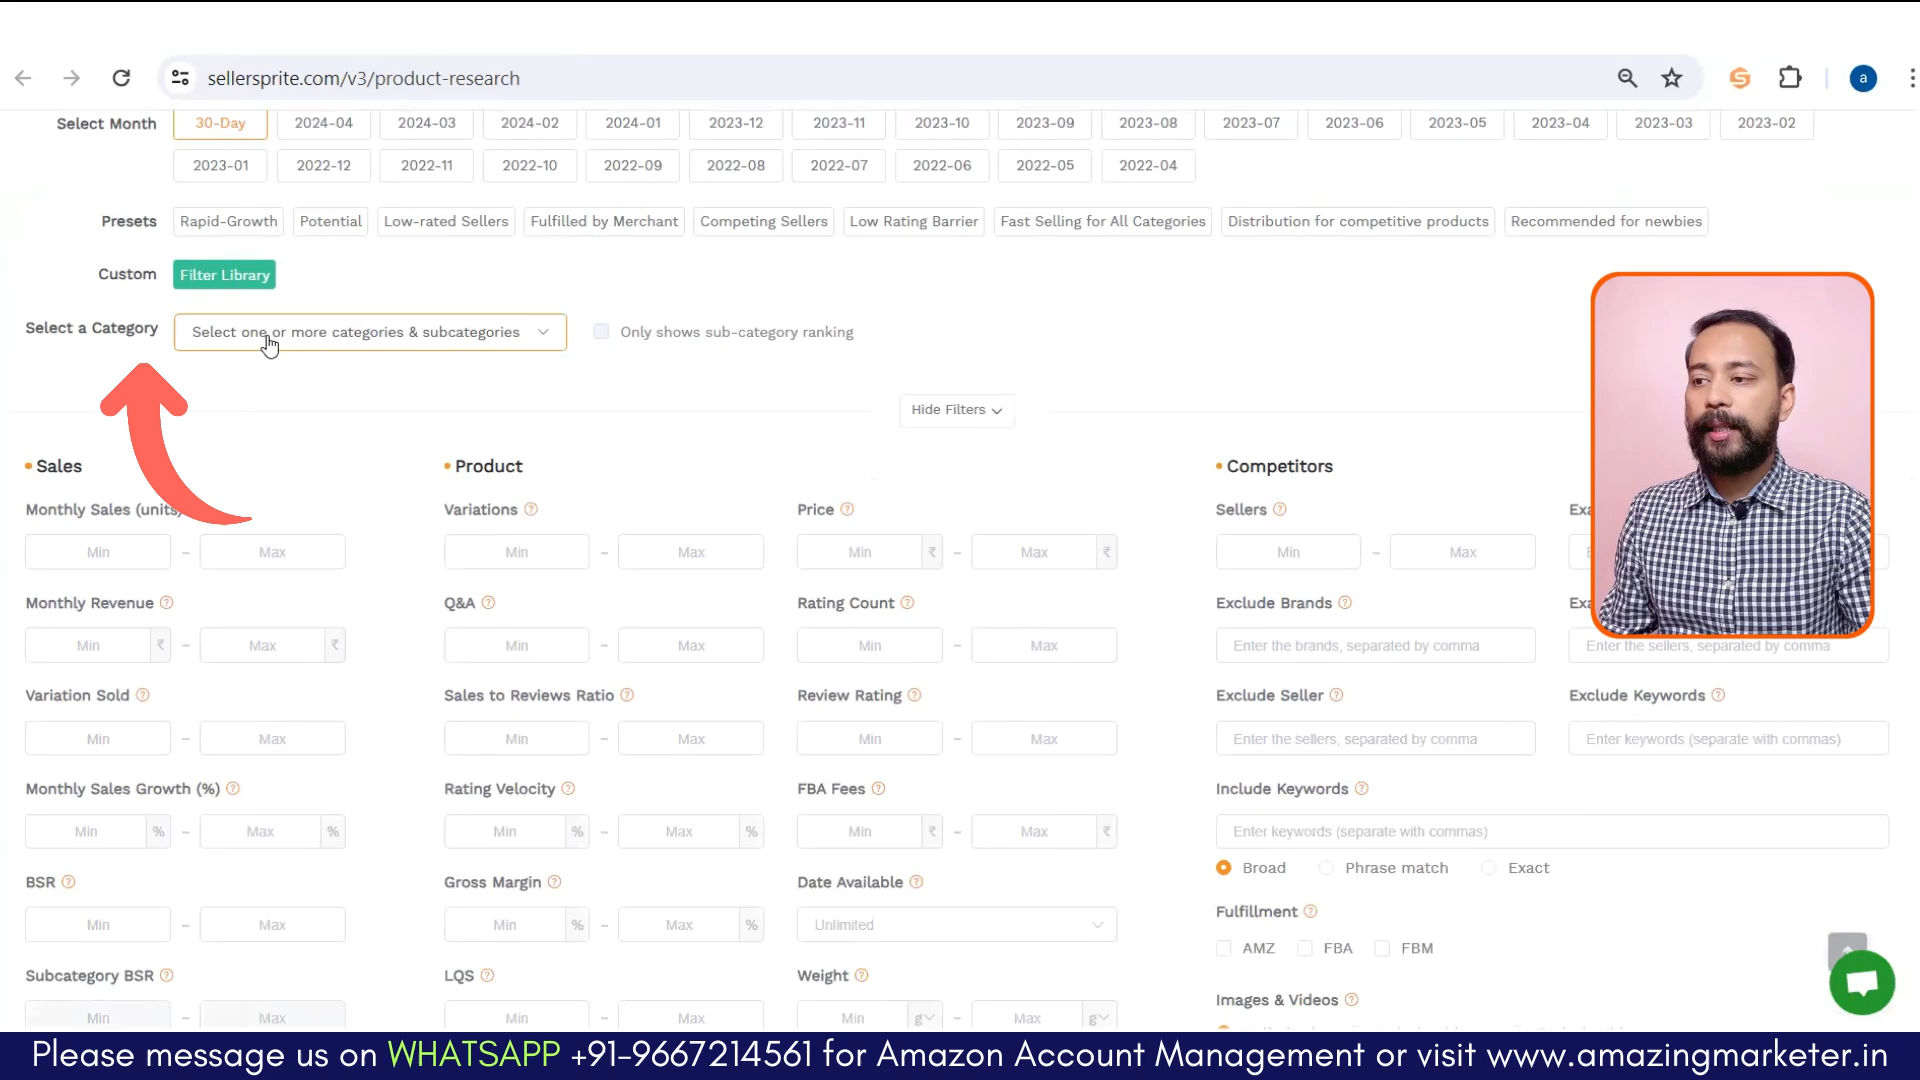 sellersprite.com/v3/product-research
a
Select Month 30-Day 2024-04 2024-03 2024-02 2024-01 2023-12 2023-11 2023-10 2023-09 2023-08 2023-07 2023-06 2023-05 2023-04 2023-03 2023-02
2023-01 2022-12 2022-11 2022-10 2022-09 2022-08 2022-07 2022-06 2022-05 2022-04
Presets Rapid-Growth Potential Low-rated Sellers Fulfilled by Merchant Competing Sellers Low Rating Barrier Fast Selling for All Categories Distribution for competitive products Recommended for newbies
Custom Filter Library
Select a Category Select one or more categories & subcategories Only shows sub-category ranking
Hide Filters
Sales Product Competitors
Monthly Sales (units) Variations ? Price ? Sellers ? Exa
Min ~ Max Min ~ Max Min ₹ ~ Max ₹ Min ~ Max E
Monthly Revenue ? Q&A ? Rating Count ? Exclude Brands ? Exa
Min ₹ ~ Max ₹ Min ~ Max Min ~ Max Enter the brands, separated by comma Enter the sellers, separated by comma
Variation Sold ? Sales to Reviews Ratio ? Review Rating ? Exclude Seller ? Exclude Keywords ?
Min ~ Max Min ~ Max Min ~ Max Enter the sellers, separated by comma Enter keywords (separate with commas)
Monthly Sales Growth (%) ? Rating Velocity ? FBA Fees ? Include Keywords ?
Min % ~ Max % Min % ~ Max % Min ₹ ~ Max ₹ Enter keywords (separate with commas)
Broad Phrase match Exact
BSR ? Gross Margin ? Date Available ?
Fulfillment ?
Min ~ Max Min % ~ Max % Unlimited
AMZ FBA FBM
Subcategory BSR ? LQS ? Weight ?
Images & Videos ?
Min ~ Max Min ~ Max Min g ~ Max g
Please message us on WHATSAPP +91-9667214561 for Amazon Account Management or visit www.amazingmarketer.in